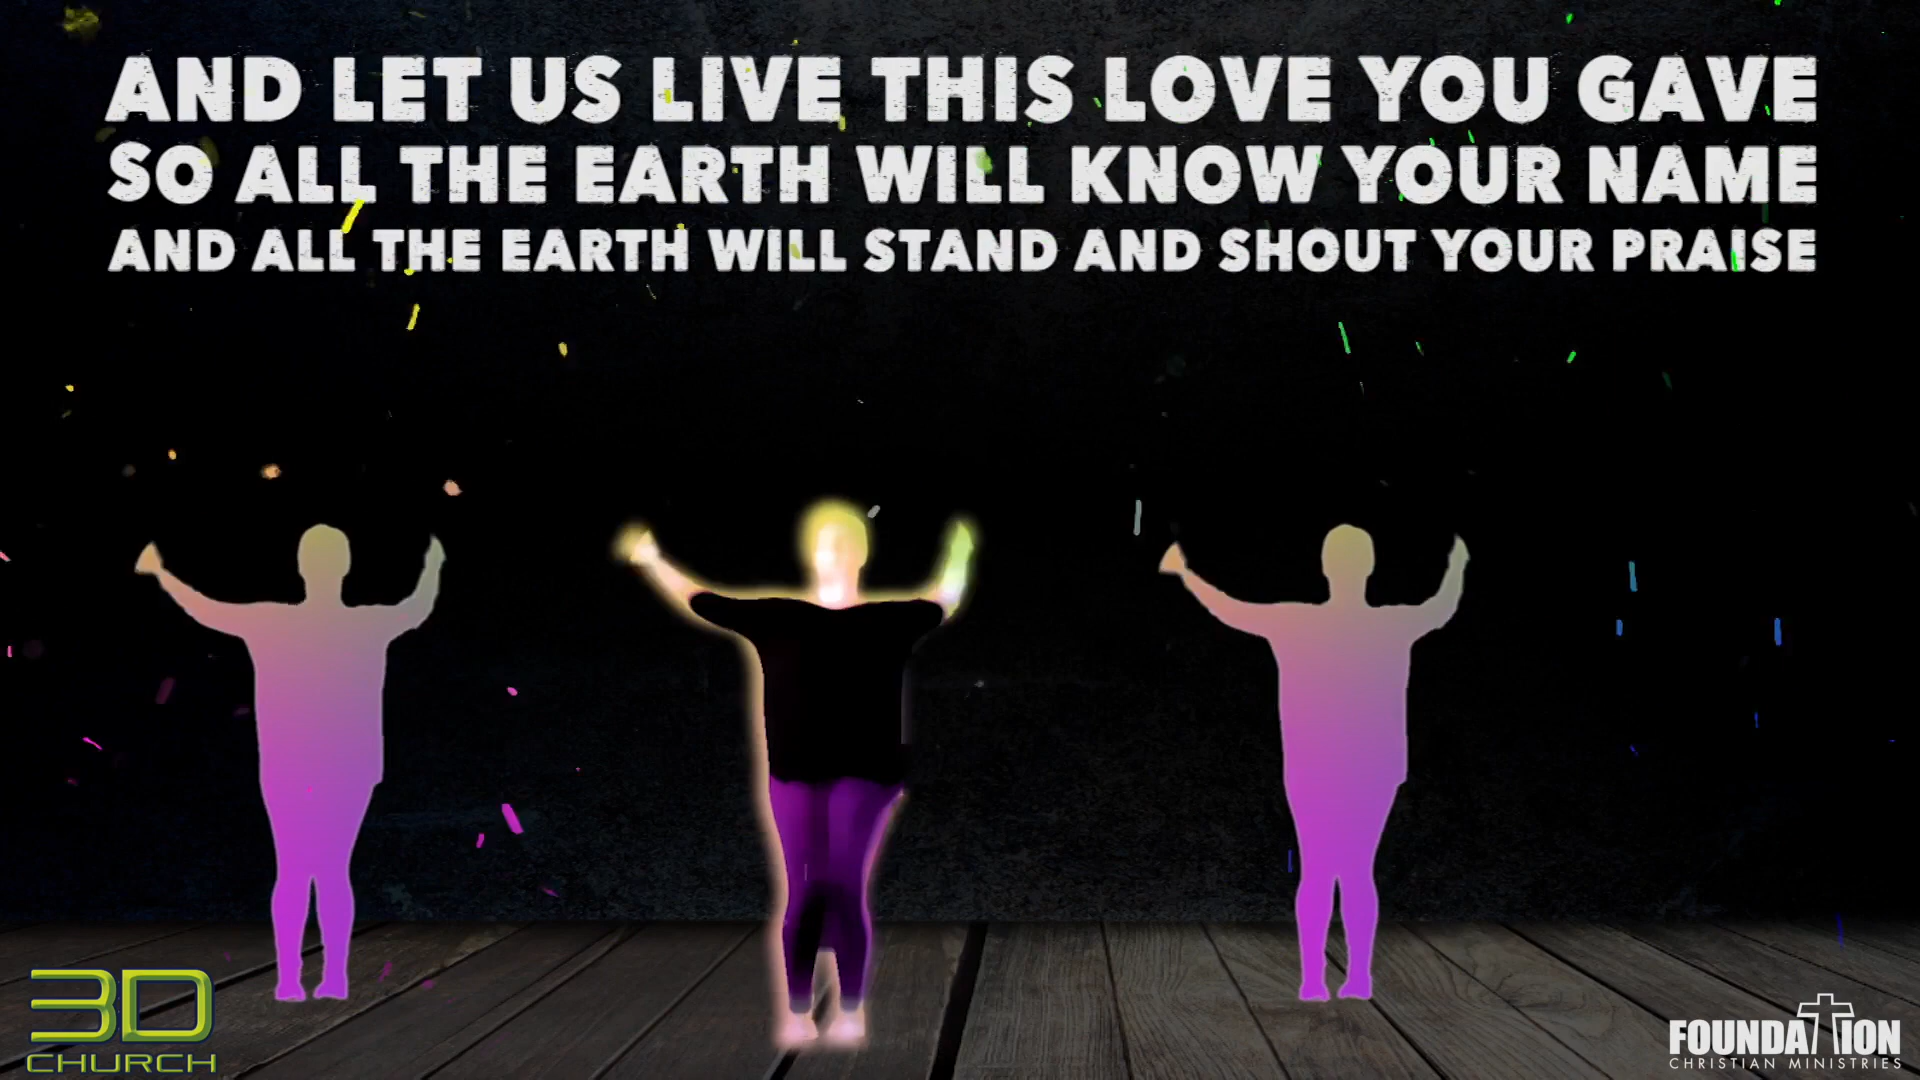 AND LET US LIVE THIS LOVE YOU GAVE
SO ALL THE EARTH WILL KNOW YOUR NAME
AND ALL THE EARTH WILL STAND AND SHOUT YOUR PRAISE
3D
CHURCH
FOUNDATION
CHRISTIAN MINISTRIES